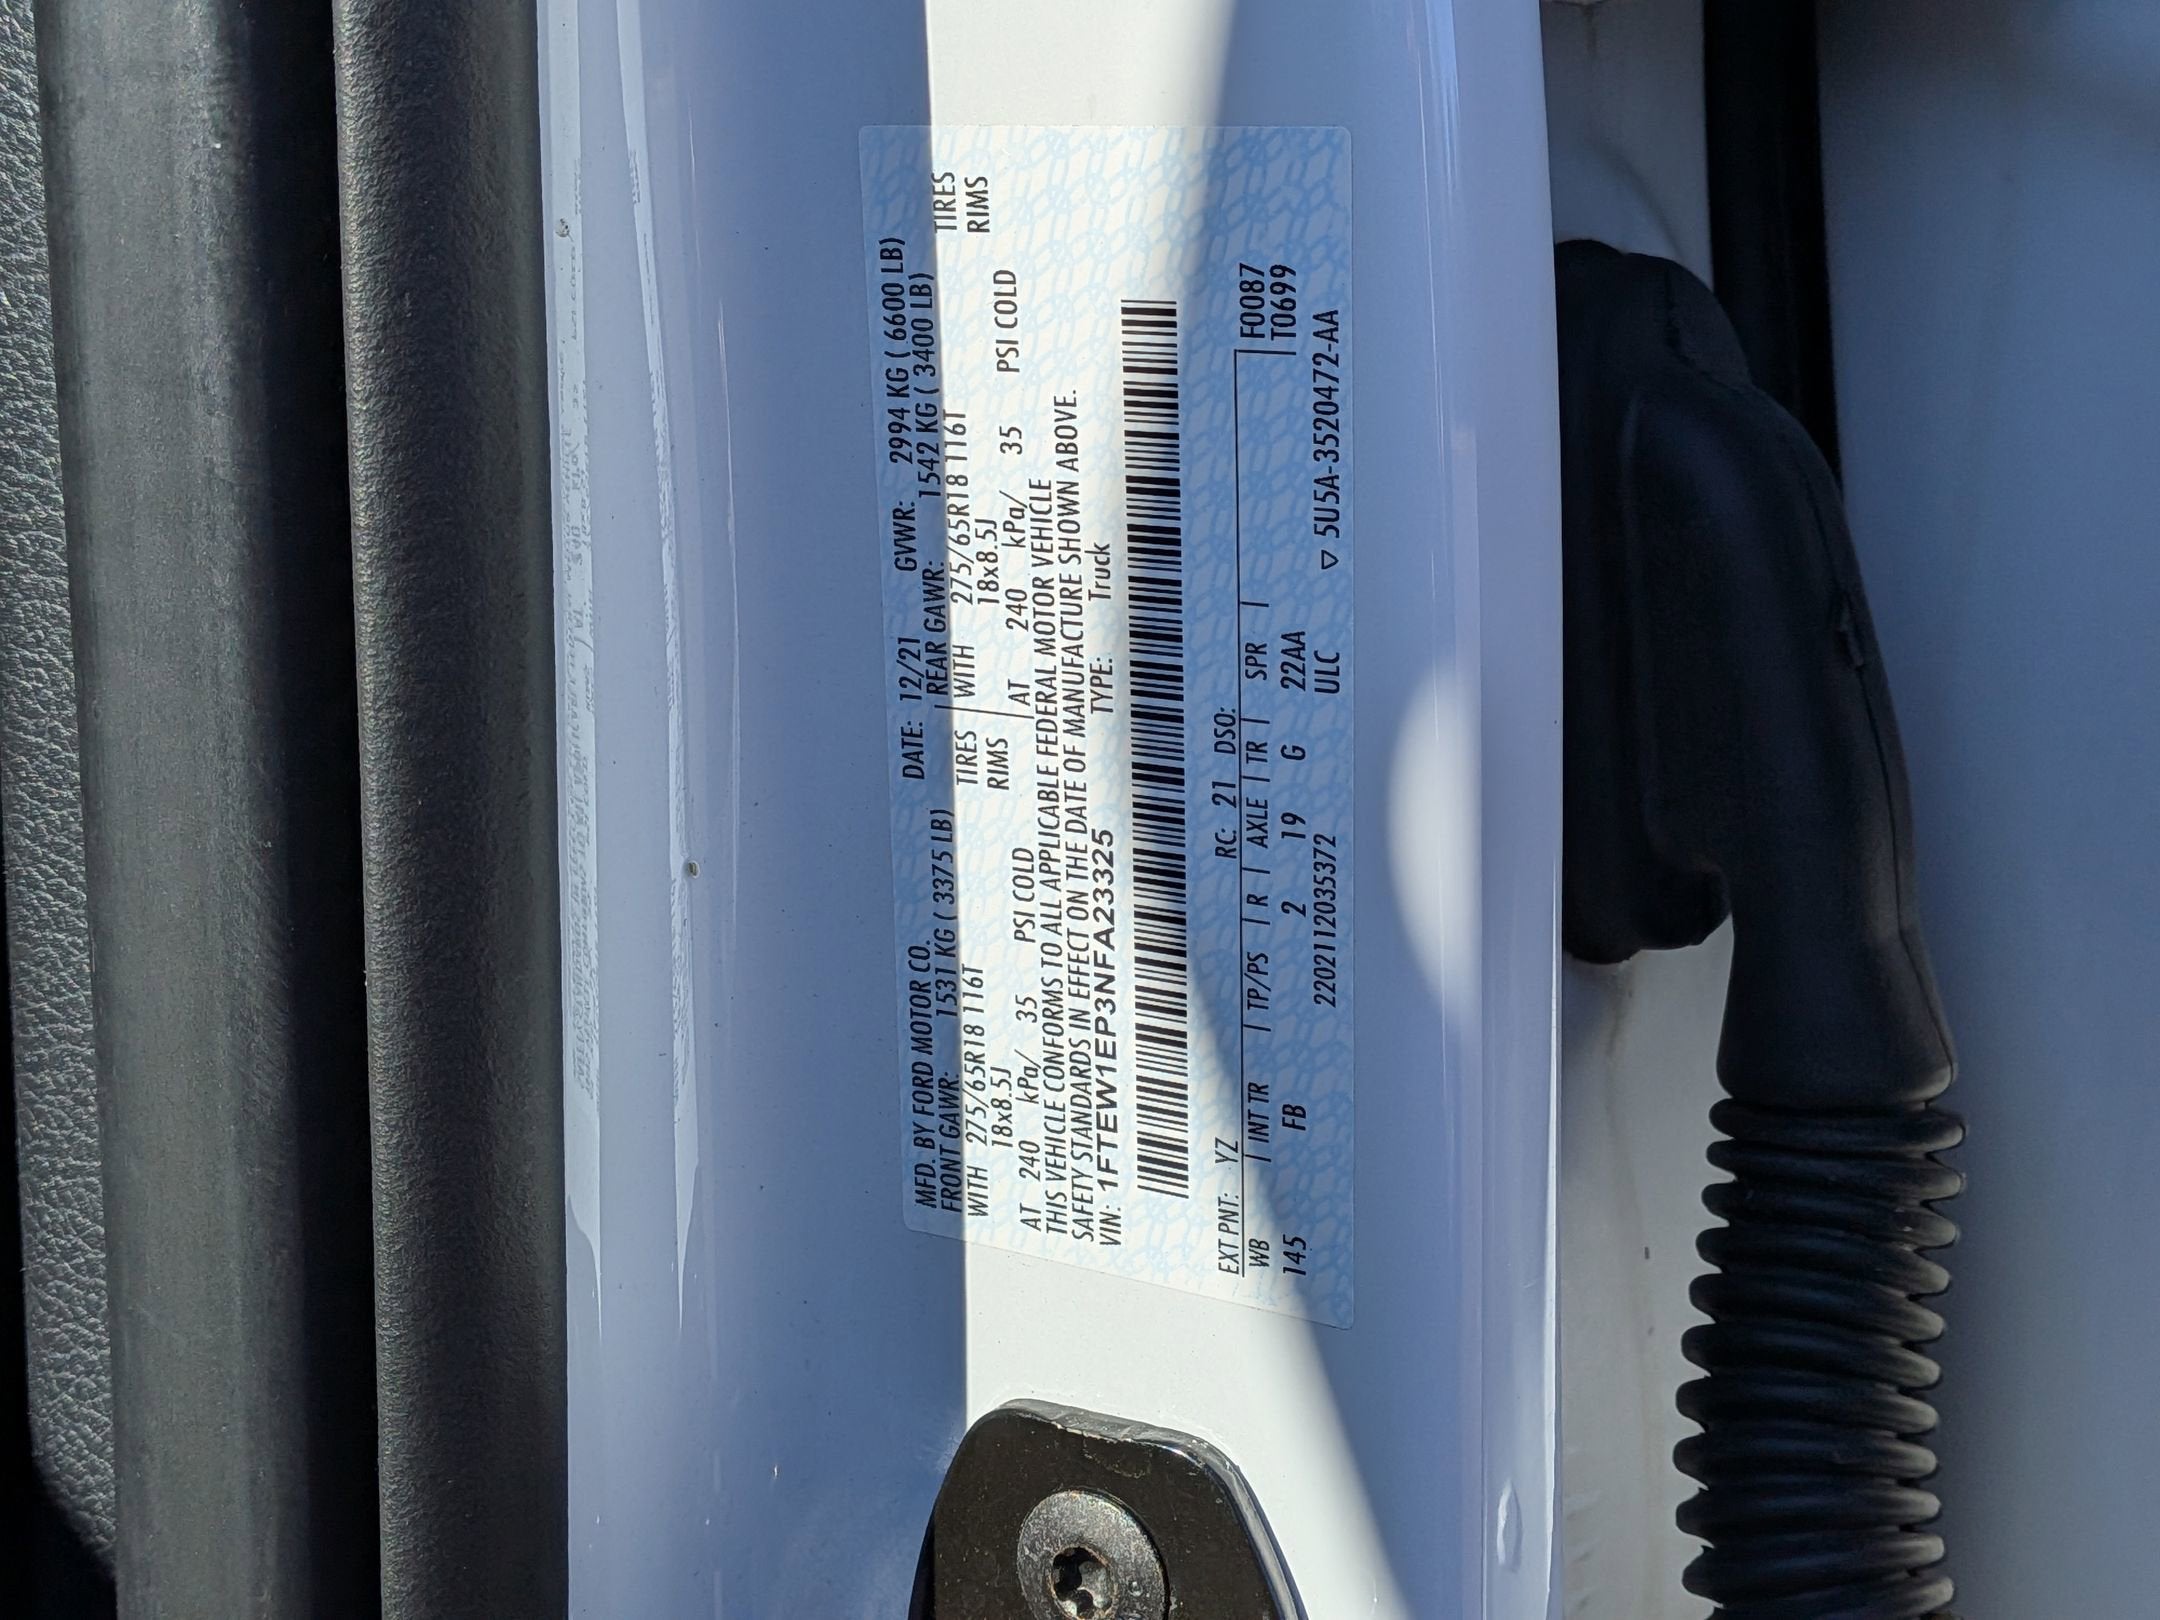 MFD. BY FORD MOTOR CO. DATE: 12/21 GVWR: 2994 KG ( 6600 LB)
FRONT GAWR: 1531 KG ( 3375 LB) REAR GAWR: 1542 KG ( 3400 LB)
WITH 275/65R18 116T TIRES WITH 275/65R18 116T TIRES
18x8.5J RIMS 18x8.5J RIMS
AT 240 kPa/ 35 PSI COLD AT 240 kPa/ 35 PSI COLD
THIS VEHICLE CONFORMS TO ALL APPLICABLE FEDERAL MOTOR VEHICLE
SAFETY STANDARDS IN EFFECT ON THE DATE OF MANUFACTURE SHOWN ABOVE.
VIN: 1FTEW1EP3NFA23325 TYPE: Truck
EXT PNT: YZ RC: 21 DSO: F0087
WB | INT TR | TP/PS | R | AXLE | TR | SPR | T0699
145 FB 2 19 G 22AA
2202112035372 ULC ▽ 5U5A-3520472-AA